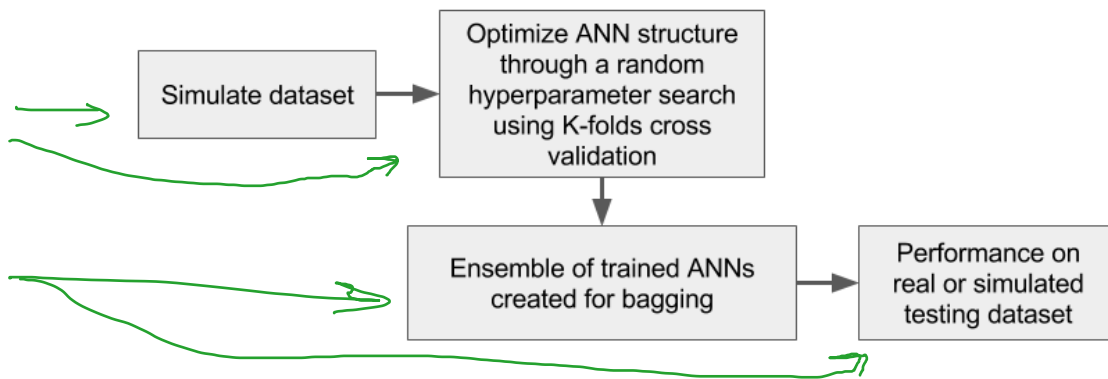 Simulate dataset
Optimize ANN structure
through a random
hyperparameter search
using K-folds cross
validation
Ensemble of trained ANNs
created for bagging
Performance on
real or simulated
testing dataset